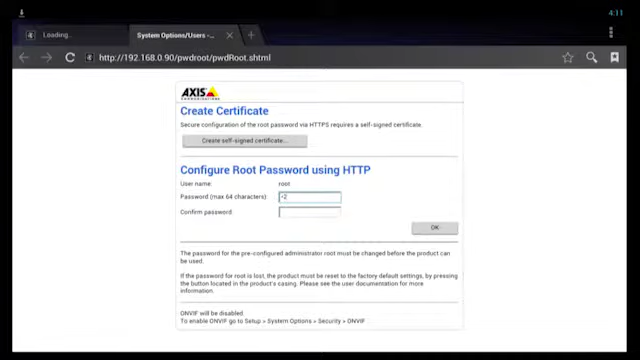 4:11
Loading..
System Options/Users -...
http://192.168.0.90/pwdroot/pwdRoot.shtml
AXIS
COMMUNICATIONS
Create Certificate
Secure configuration of the root password via HTTPS requires a self-signed certificate.
Create self-signed certificate...
Configure Root Password using HTTP
User name: root
Password (max 64 characters): •2
Confirm password:
OK
The password for the pre-configured administrator root must be changed before the product can
be used.
If the password for root is lost, the product must be reset to the factory default settings, by pressing
the button located in the product's casing. Please see the user documentation for more
information.
ONVIF will be disabled.
To enable ONVIF go to Setup > System Options > Security > ONVIF